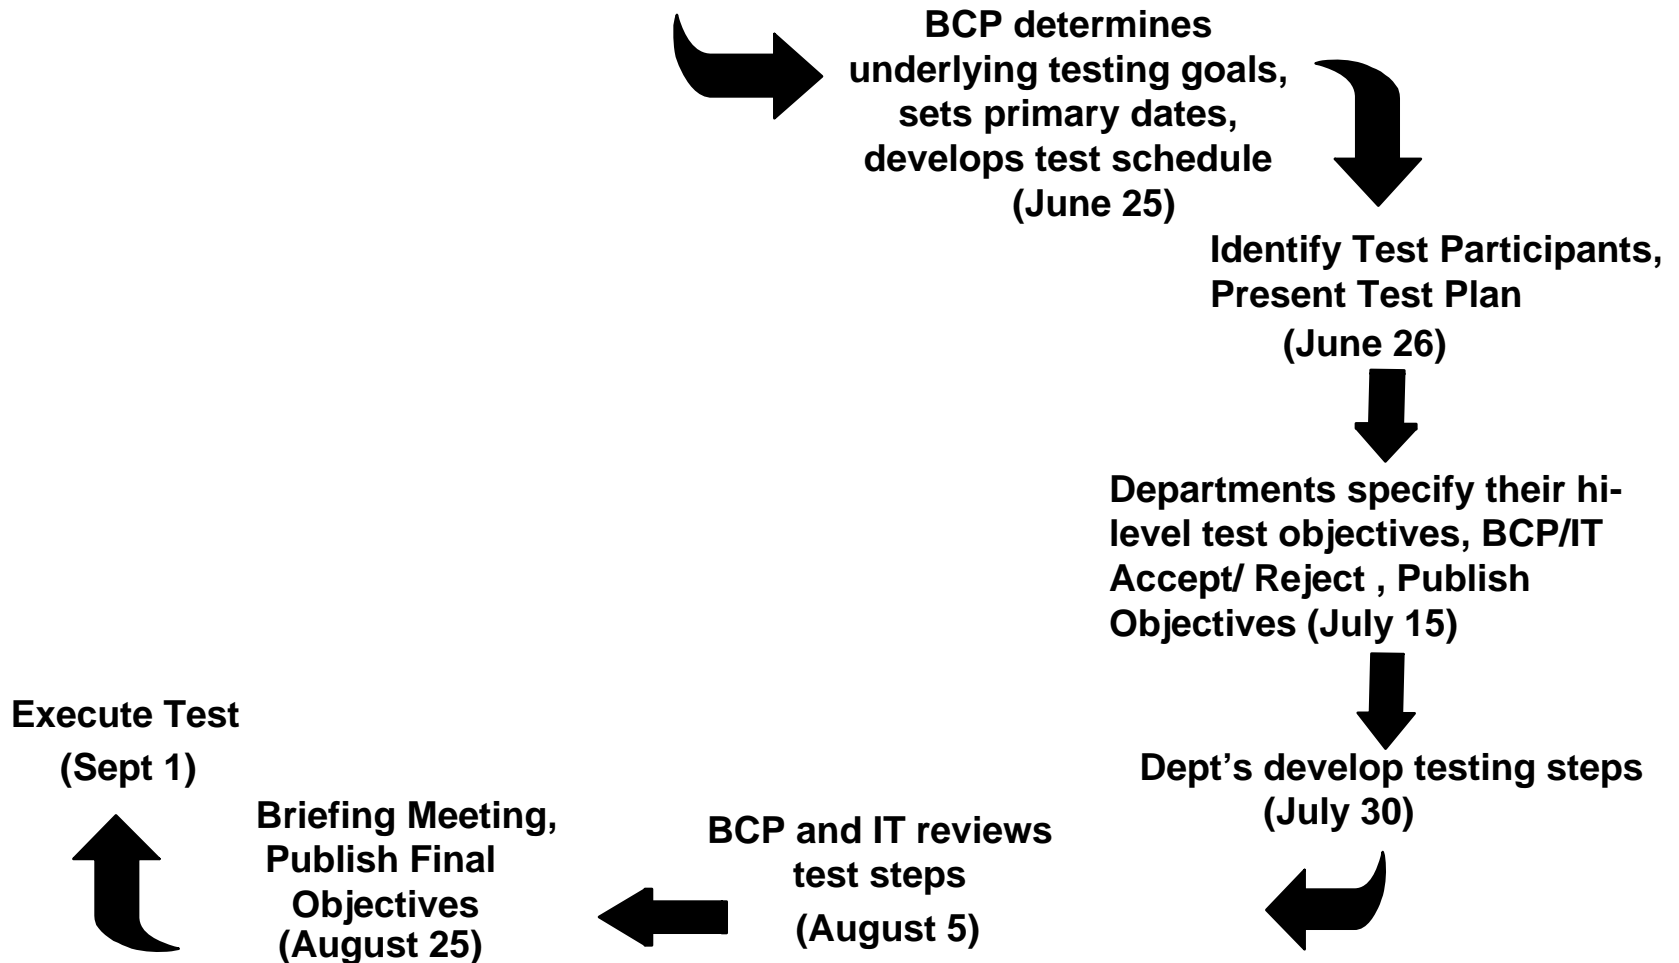 BCP determines
underlying testing goals,
sets primary dates,
develops test schedule
(June 25)
Identify Test Participants,
Present Test Plan
(June 26)
Departments specify their hi-
level test objectives, BCP/IT
Accept/ Reject , Publish
Objectives (July 15)
Dept’s develop testing steps
(July 30)
BCP and IT reviews
test steps
(August 5)
Briefing Meeting,
Publish Final
Objectives
(August 25)
Execute Test
(Sept 1)